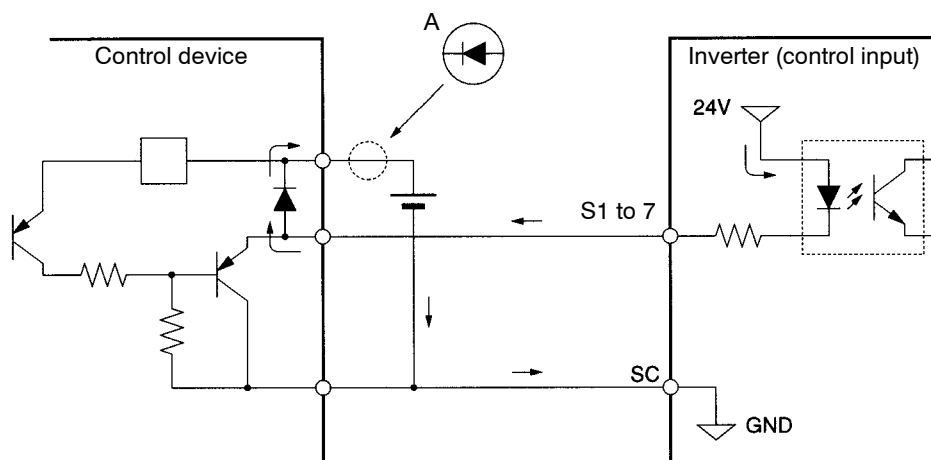 A
Control device
Inverter (control input)
24V
S1 to 7
SC
GND